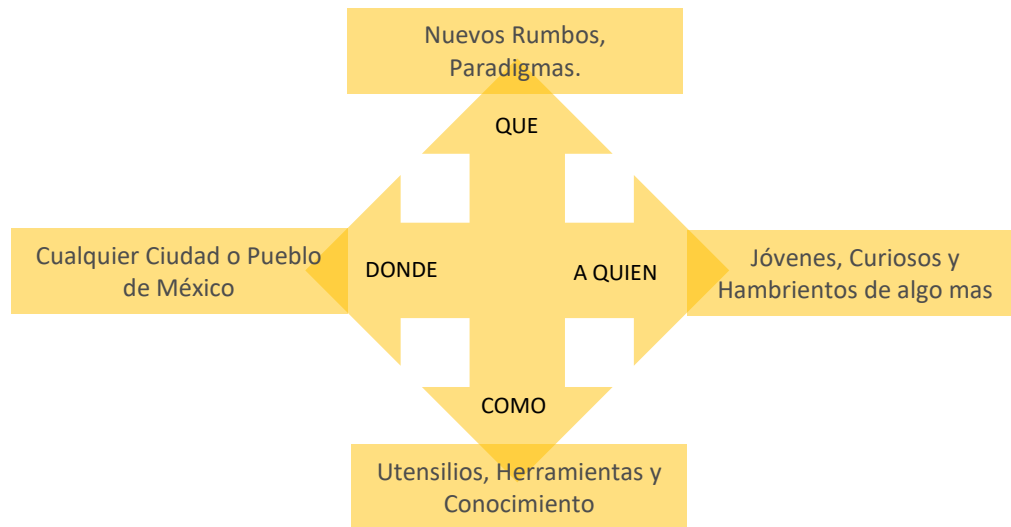 Nuevos Rumbos,
Paradigmas.
QUE
Cualquier Ciudad o Pueblo
de México
DONDE
A QUIEN
Jóvenes, Curiosos y
Hambrientos de algo mas
COMO
Utensilios, Herramientas y
Conocimiento